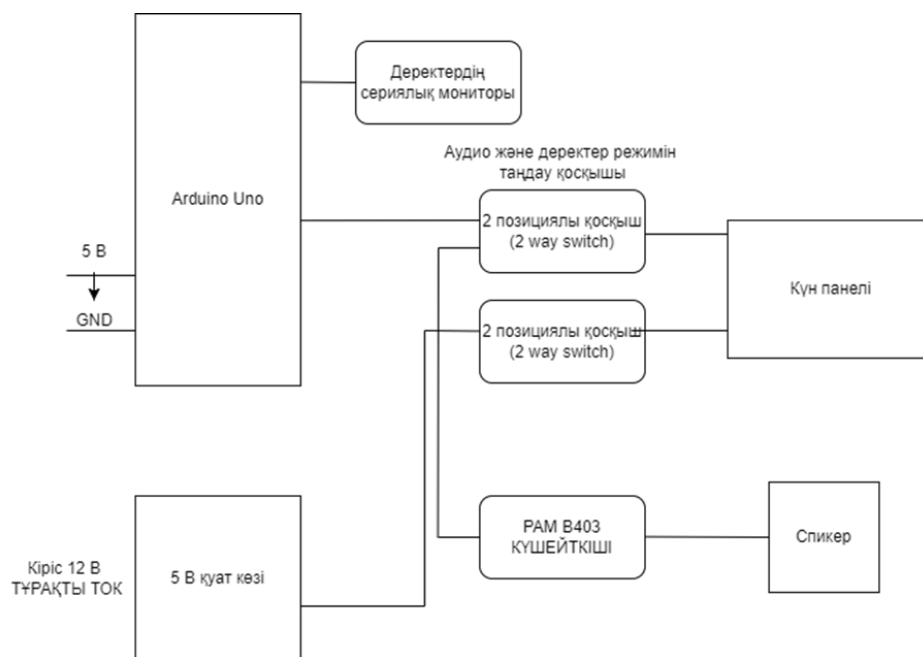 Деректердің
сериялық мониторы
Аудио және деректер режимін
таңдау қосқышы
Arduino Uno
2 позициялы қосқыш
(2 way switch)
5 В
GND
Күн панелі
2 позициялы қосқыш
(2 way switch)
PAM B403
КҮШЕЙТКІШІ
Спикер
Кіріс 12 В
ТҰРАҚТЫ ТОК
5 В қуат көзі